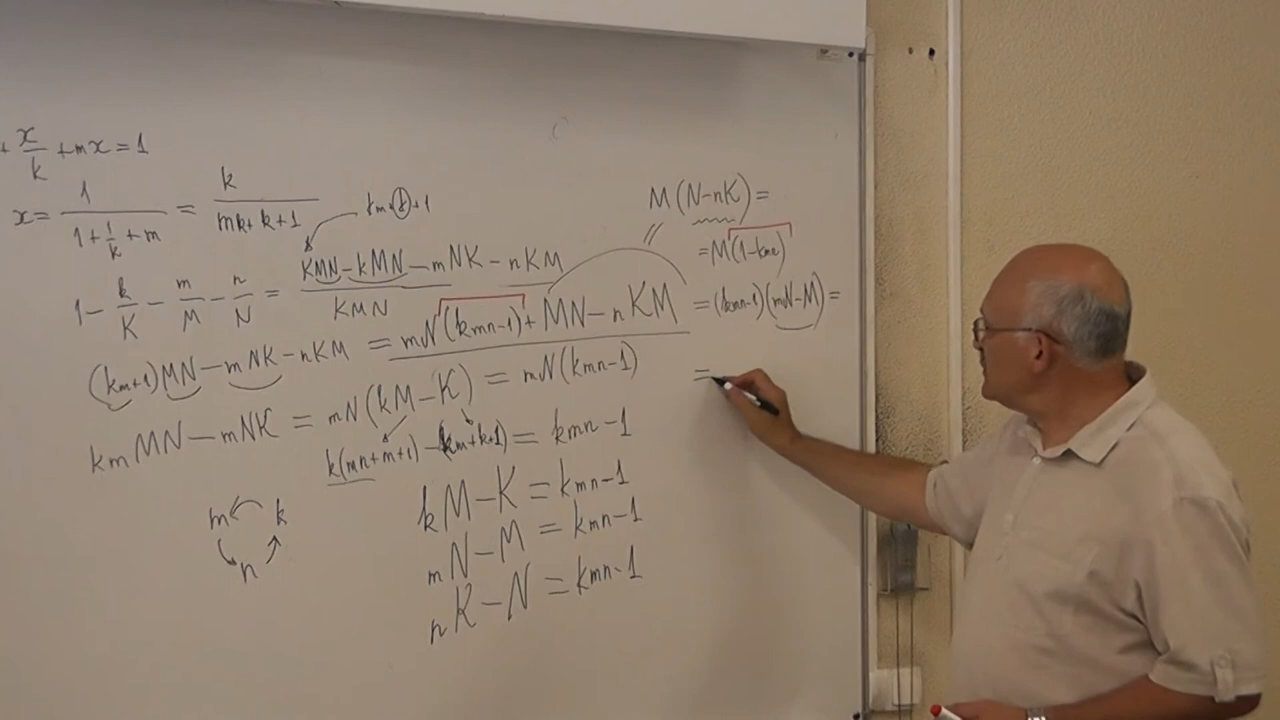 + x/k + mx = 1
x = 1/(1 + 1/k + m) = k/(mk + k + 1)
km + k + 1
M(N - nK) =
= M(1 - kmn)
1 - k/K - m/M - n/N = (KMN - kMN - mNK - nKM)/KMN
(km+1)MN - mNK - nKM = mN(kmn-1) + MN - nKM = (kmn-1)(mN-M) =
kmMN - mNK = mN(kM-K) = mN(kmn-1)
=
k(mn+m+1) - (km+k+1) = kmn-1
kM - K = kmn-1
m k
mN - M = kmn-1
n
nK - N = kmn-1